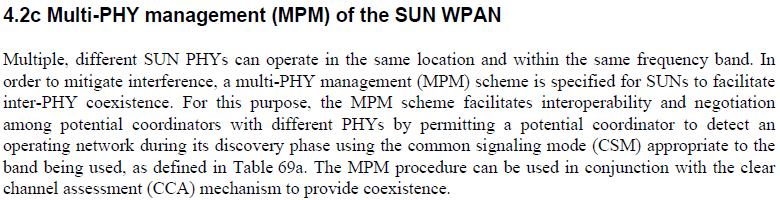 4.2c Multi-PHY management (MPM) of the SUN WPAN
Multiple, different SUN PHYs can operate in the same location and within the same frequency band. In
order to mitigate interference, a multi-PHY management (MPM) scheme is specified for SUNs to facilitate
inter-PHY coexistence. For this purpose, the MPM scheme facilitates interoperability and negotiation
among potential coordinators with different PHYs by permitting a potential coordinator to detect an
operating network during its discovery phase using the common signaling mode (CSM) appropriate to the
band being used, as defined in Table 69a. The MPM procedure can be used in conjunction with the clear
channel assessment (CCA) mechanism to provide coexistence.